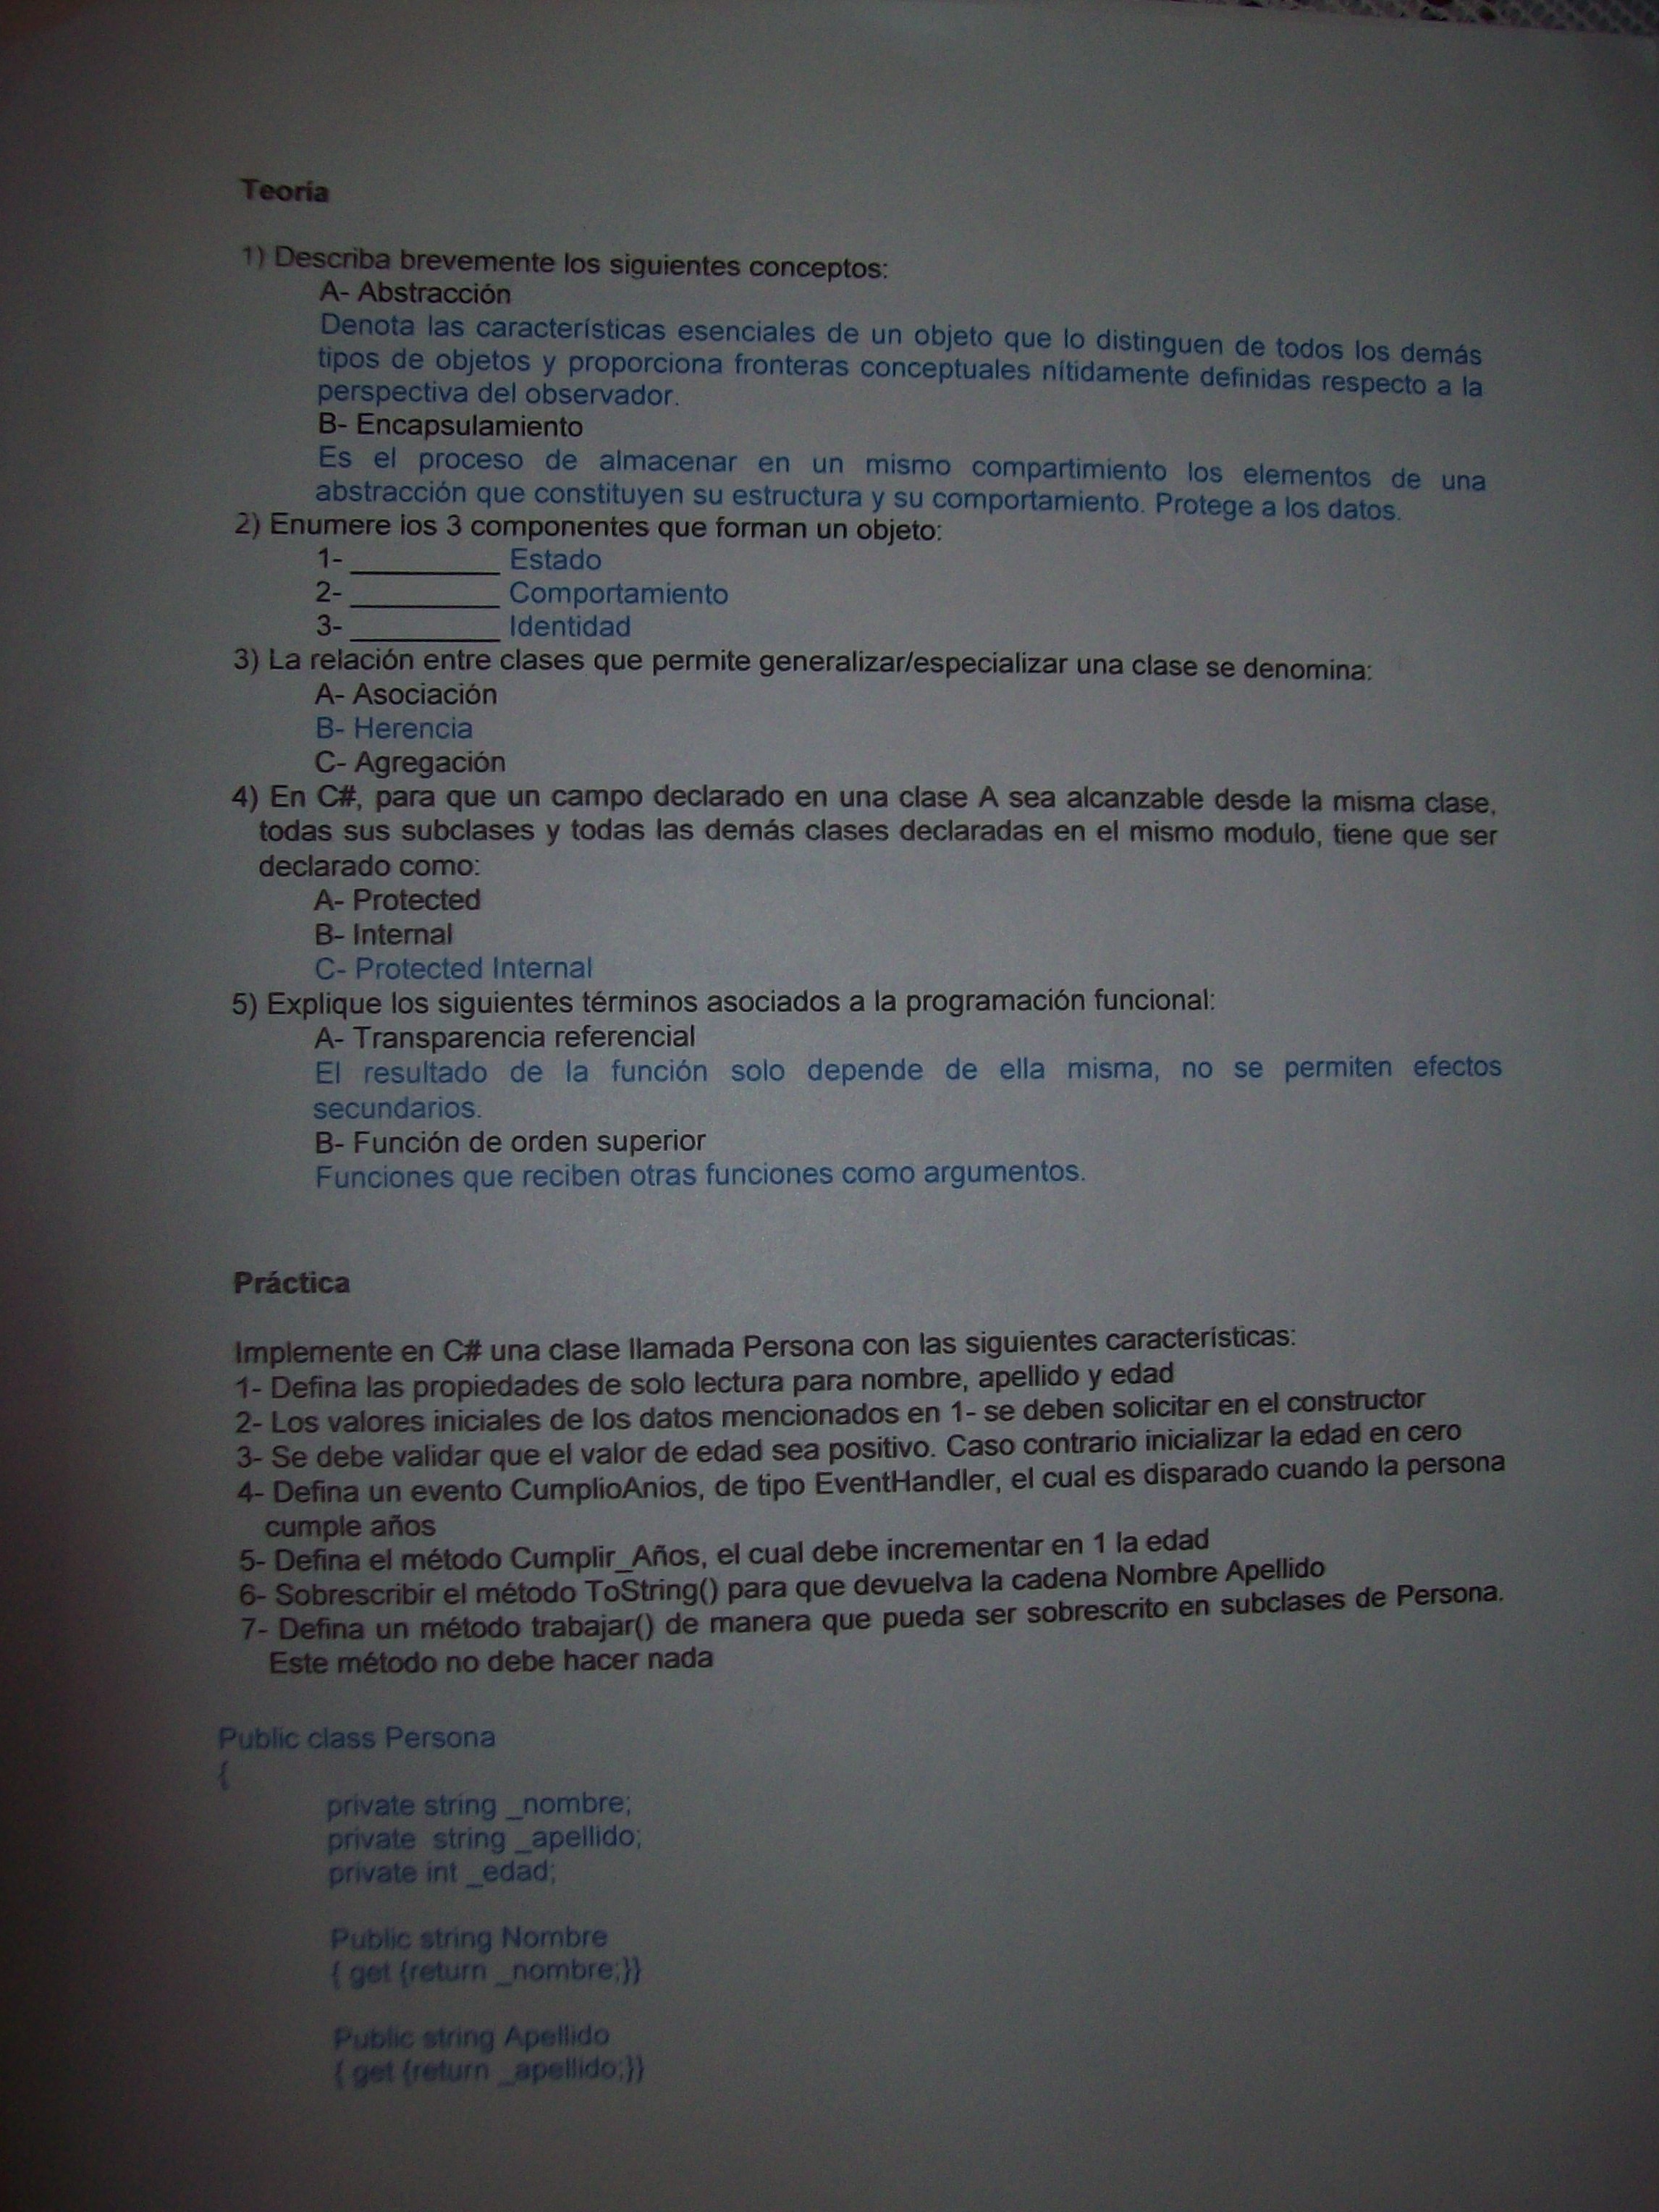 Teoría
1) Describa brevemente los siguientes conceptos:
A- Abstracción
Denota las características esenciales de un objeto que lo distinguen de todos los demás
tipos de objetos y proporciona fronteras conceptuales nítidamente definidas respecto a la
perspectiva del observador.
B- Encapsulamiento
Es el proceso de almacenar en un mismo compartimiento los elementos de una
abstracción que constituyen su estructura y su comportamiento. Protege a los datos.
2) Enumere los 3 componentes que forman un objeto:
1- __________ Estado
2- __________ Comportamiento
3- __________ Identidad
3) La relación entre clases que permite generalizar/especializar una clase se denomina:
A- Asociación
B- Herencia
C- Agregación
4) En C#, para que un campo declarado en una clase A sea alcanzable desde la misma clase,
todas sus subclases y todas las demás clases declaradas en el mismo modulo, tiene que ser
declarado como:
A- Protected
B- Internal
C- Protected Internal
5) Explique los siguientes términos asociados a la programación funcional:
A- Transparencia referencial
El resultado de la función solo depende de ella misma, no se permiten efectos
secundarios.
B- Función de orden superior
Funciones que reciben otras funciones como argumentos.
Práctica
Implemente en C# una clase llamada Persona con las siguientes características:
1- Defina las propiedades de solo lectura para nombre, apellido y edad
2- Los valores iniciales de los datos mencionados en 1- se deben solicitar en el constructor
3- Se debe validar que el valor de edad sea positivo. Caso contrario inicializar la edad en cero
4- Defina un evento CumplioAnios, de tipo EventHandler, el cual es disparado cuando la persona
cumple años
5- Defina el método Cumplir_Años, el cual debe incrementar en 1 la edad
6- Sobrescribir el método ToString() para que devuelva la cadena Nombre Apellido
7- Defina un método trabajar() de manera que pueda ser sobrescrito en subclases de Persona.
Este método no debe hacer nada
Public class Persona
{
private string _nombre;
private string _apellido;
private int _edad;
Public string Nombre
{ get {return _nombre;}}
Public string Apellido
{ get {return _apellido;}}